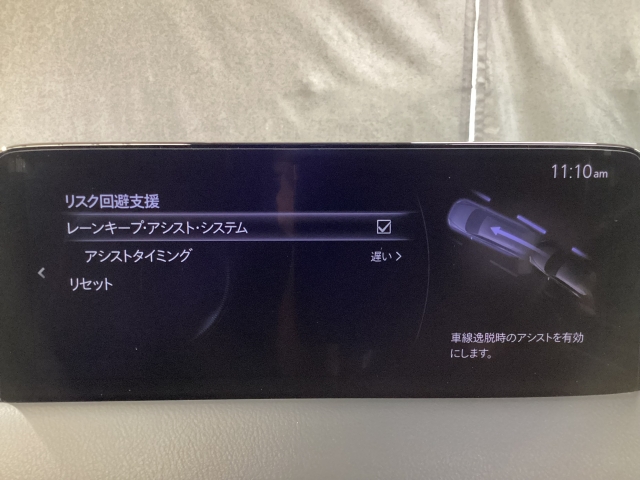 11:10am
リスク回避支援
レーンキープ・アシスト・システム
アシストタイミング 遅い
リセット
車線逸脱時のアシストを有効
にします。